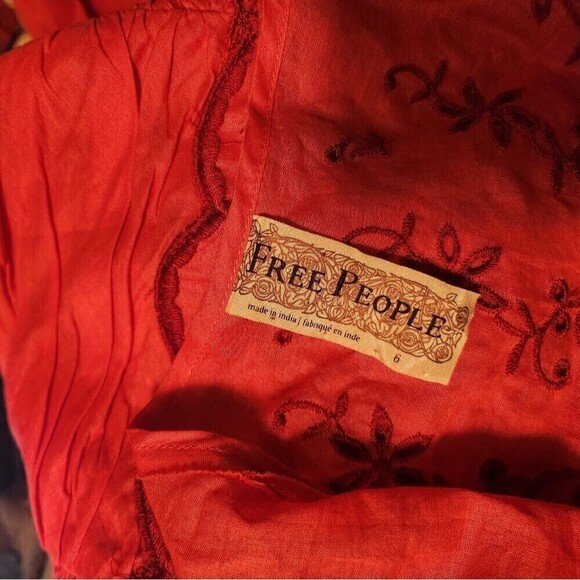 FREE PEOPLE
made in india / fabriqué en inde
6